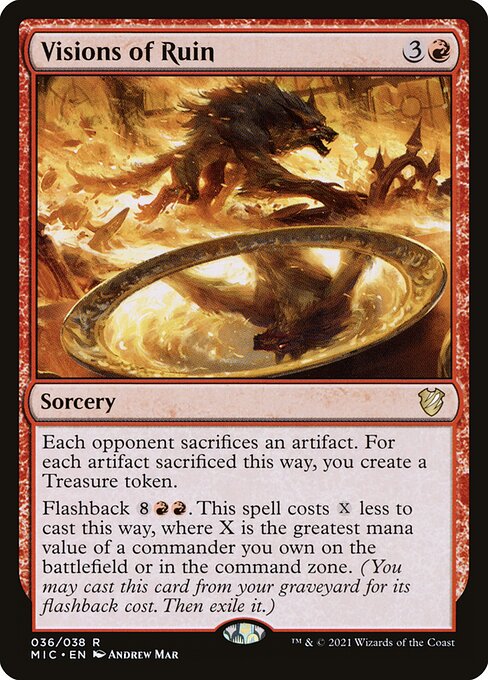 Visions of Ruin 3
Sorcery
Each opponent sacrifices an artifact. For
each artifact sacrificed this way, you create a
Treasure token.
Flashback 8. This spell costs X less to
cast this way, where X is the greatest mana
value of a commander you own on the
battlefield or in the command zone. (You
may cast this card from your graveyard for its
flashback cost. Then exile it.)
036/038 R
MIC • EN Andrew Mar
™ & © 2021 Wizards of the Coast